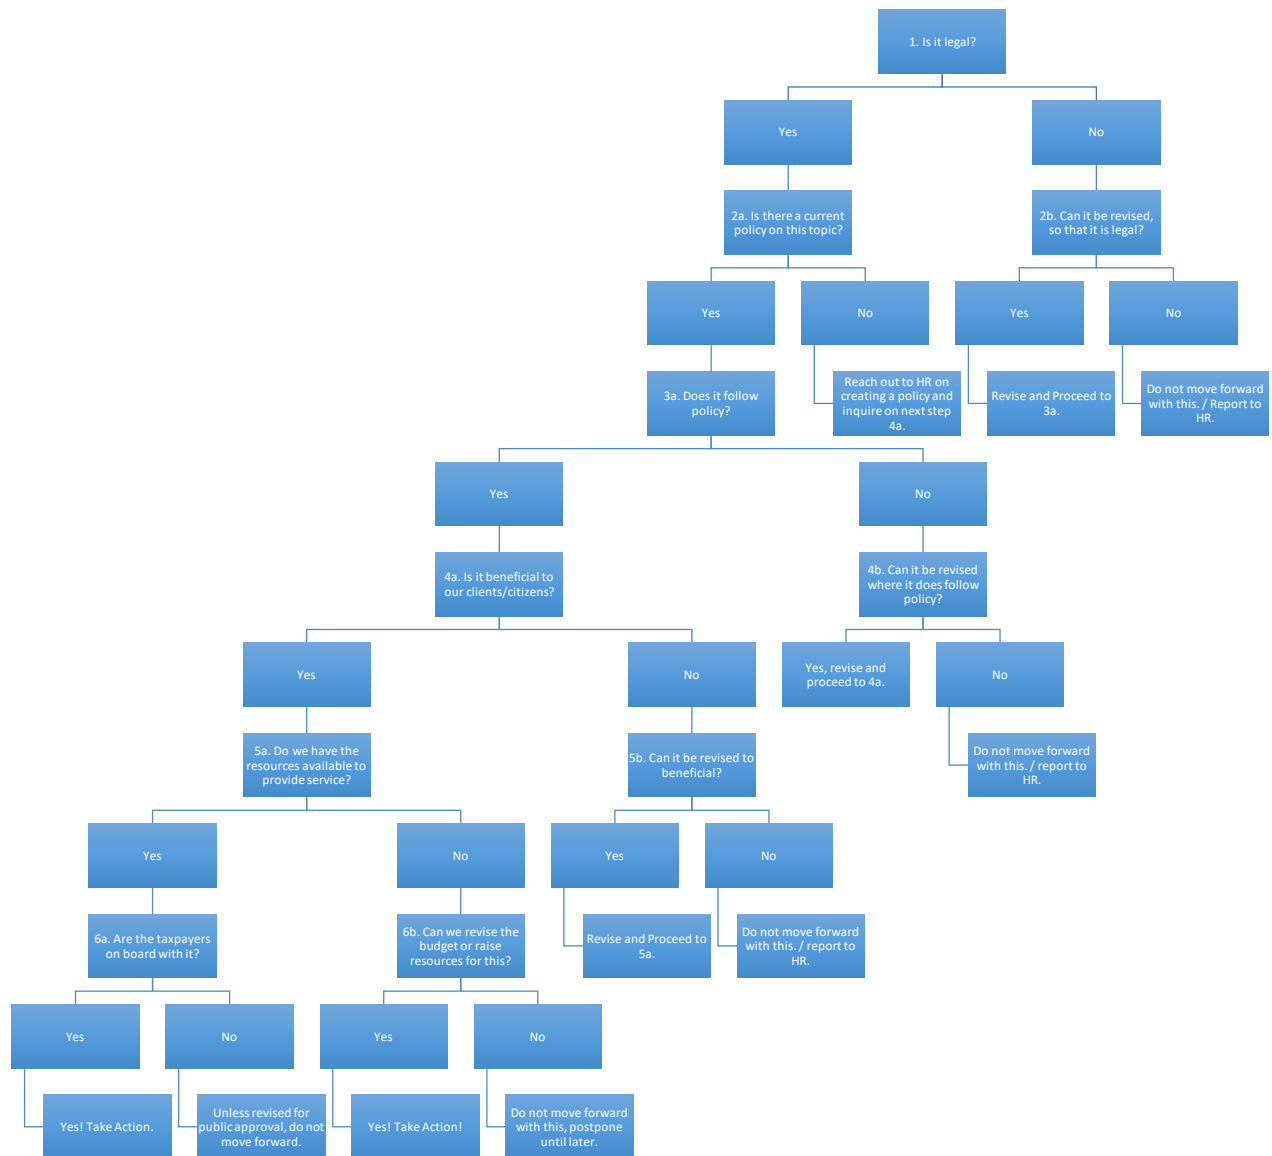 1. Is it legal?
Yes
No
2a. Is there a current
policy on this topic?
2b. Can it be revised,
so that it is legal?
Yes
No
Yes
No
3a. Does it follow
policy?
Reach out to HR on
creating a policy and
inquire on next step
4a.
Revise and Proceed to
3a.
Do not move forward
with this. / Report to
HR.
Yes
No
4a. Is it beneficial to
our clients/citizens?
4b. Can it be revised
where it does follow
policy?
Yes
No
Yes, revise and
proceed to 4a.
No
5a. Do we have the
resources available to
provide service?
5b. Can it be revised to
beneficial?
Do not move forward
with this. / report to
HR.
Yes
No
Yes
No
6a. Are the taxpayers
on board with it?
6b. Can we revise the
budget or raise
resources for this?
Revise and Proceed to
5a.
Do not move forward
with this. / report to
HR.
Yes
No
Yes
No
Yes! Take Action.
Unless revised for
public approval, do not
move forward.
Yes! Take Action!
Do not move forward
with this, postpone
until later.